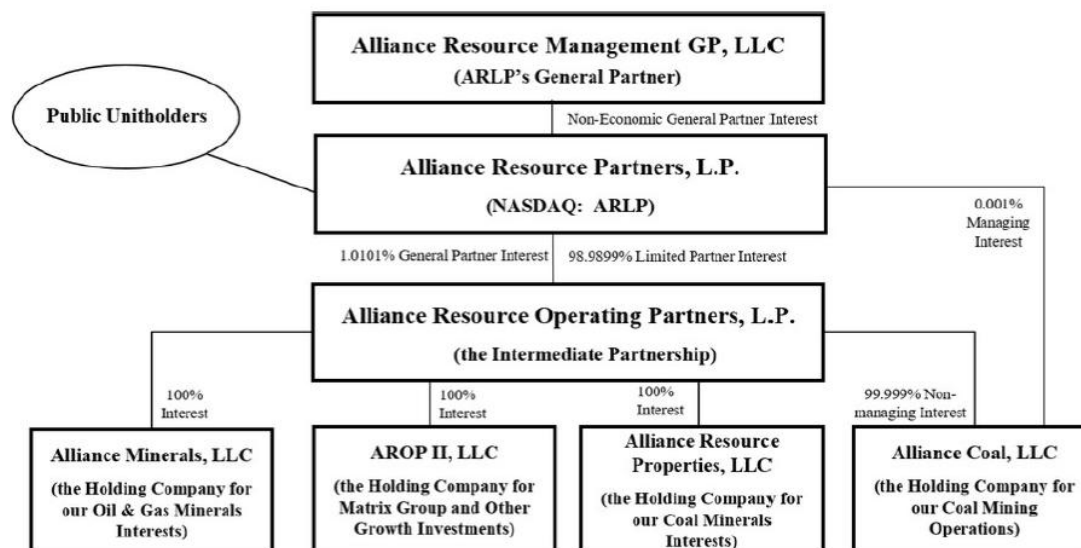 Alliance Resource Management GP, LLC
(ARLP's General Partner)
Public Unitholders
Non-Economic General Partner Interest
Alliance Resource Partners, L.P.
(NASDAQ: ARLP)
0.001%
Managing
Interest
1.0101% General Partner Interest
98.9899% Limited Partner Interest
Alliance Resource Operating Partners, L.P.
(the Intermediate Partnership)
100%
Interest
100%
Interest
100%
Interest
99.999% Non-
managing Interest
Alliance Minerals, LLC
(the Holding Company for
our Oil & Gas Minerals
Interests)
AROP II, LLC
(the Holding Company for
Matrix Group and Other
Growth Investments)
Alliance Resource
Properties, LLC
(the Holding Company for
our Coal Minerals
Interests)
Alliance Coal, LLC
(the Holding Company for
our Coal Mining
Operations)